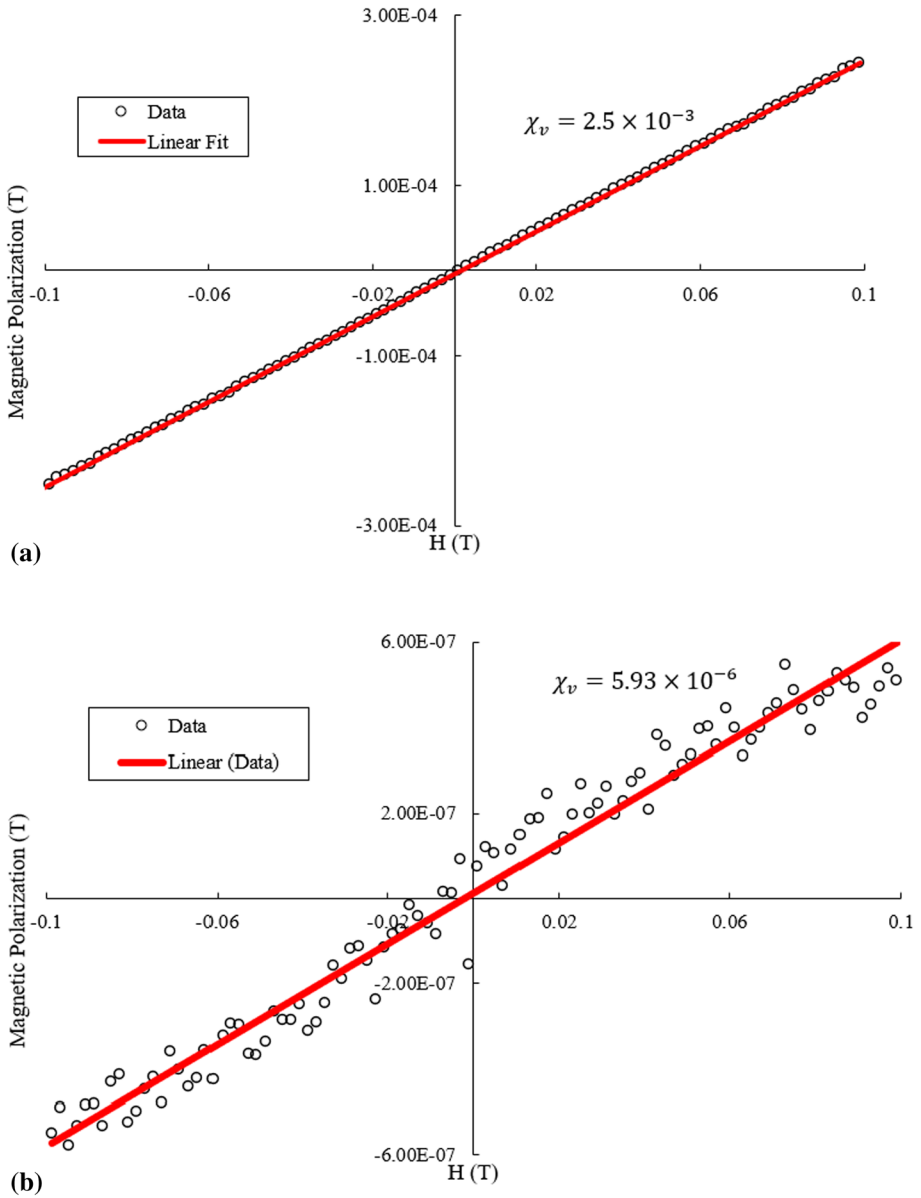 3.00E-04
Data
Linear Fit
χᵥ = 2.5 × 10⁻³
1.00E-04
Magnetic Polarization (T)
-0.1
-0.06
-0.02
0.02
0.06
0.1
-1.00E-04
-3.00E-04
H (T)
(a)
6.00E-07
Data
Linear (Data)
χᵥ = 5.93 × 10⁻⁶
2.00E-07
Magnetic Polarization (T)
-0.1
-0.06
-0.02
0.02
0.06
0.1
-2.00E-07
-6.00E-07
H (T)
(b)